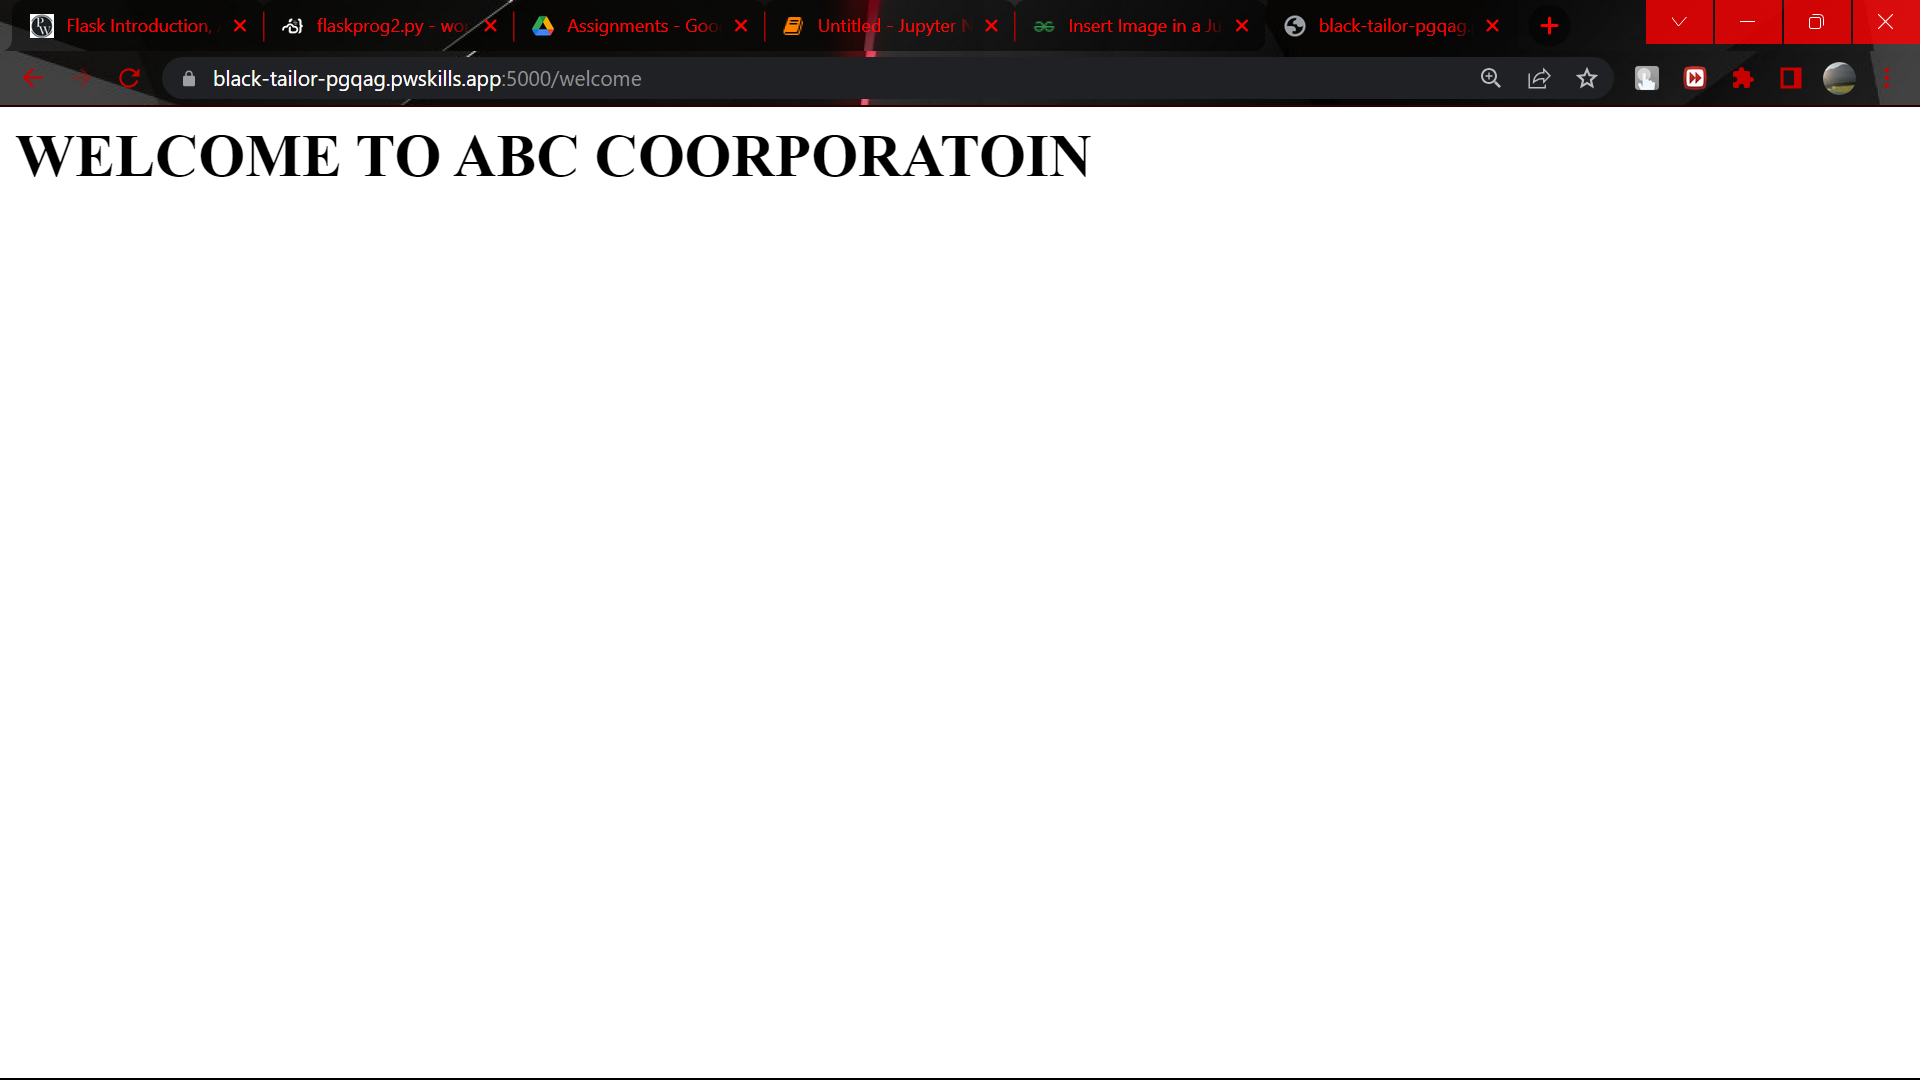 Flask Introduction,
flaskprog2.py - wo
Assignments - Goo
Untitled - Jupyter N
Insert Image in a Ju
black-tailor-pgqag.
black-tailor-pgqag.pwskills.app:5000/welcome
WELCOME TO ABC COORPORATOIN